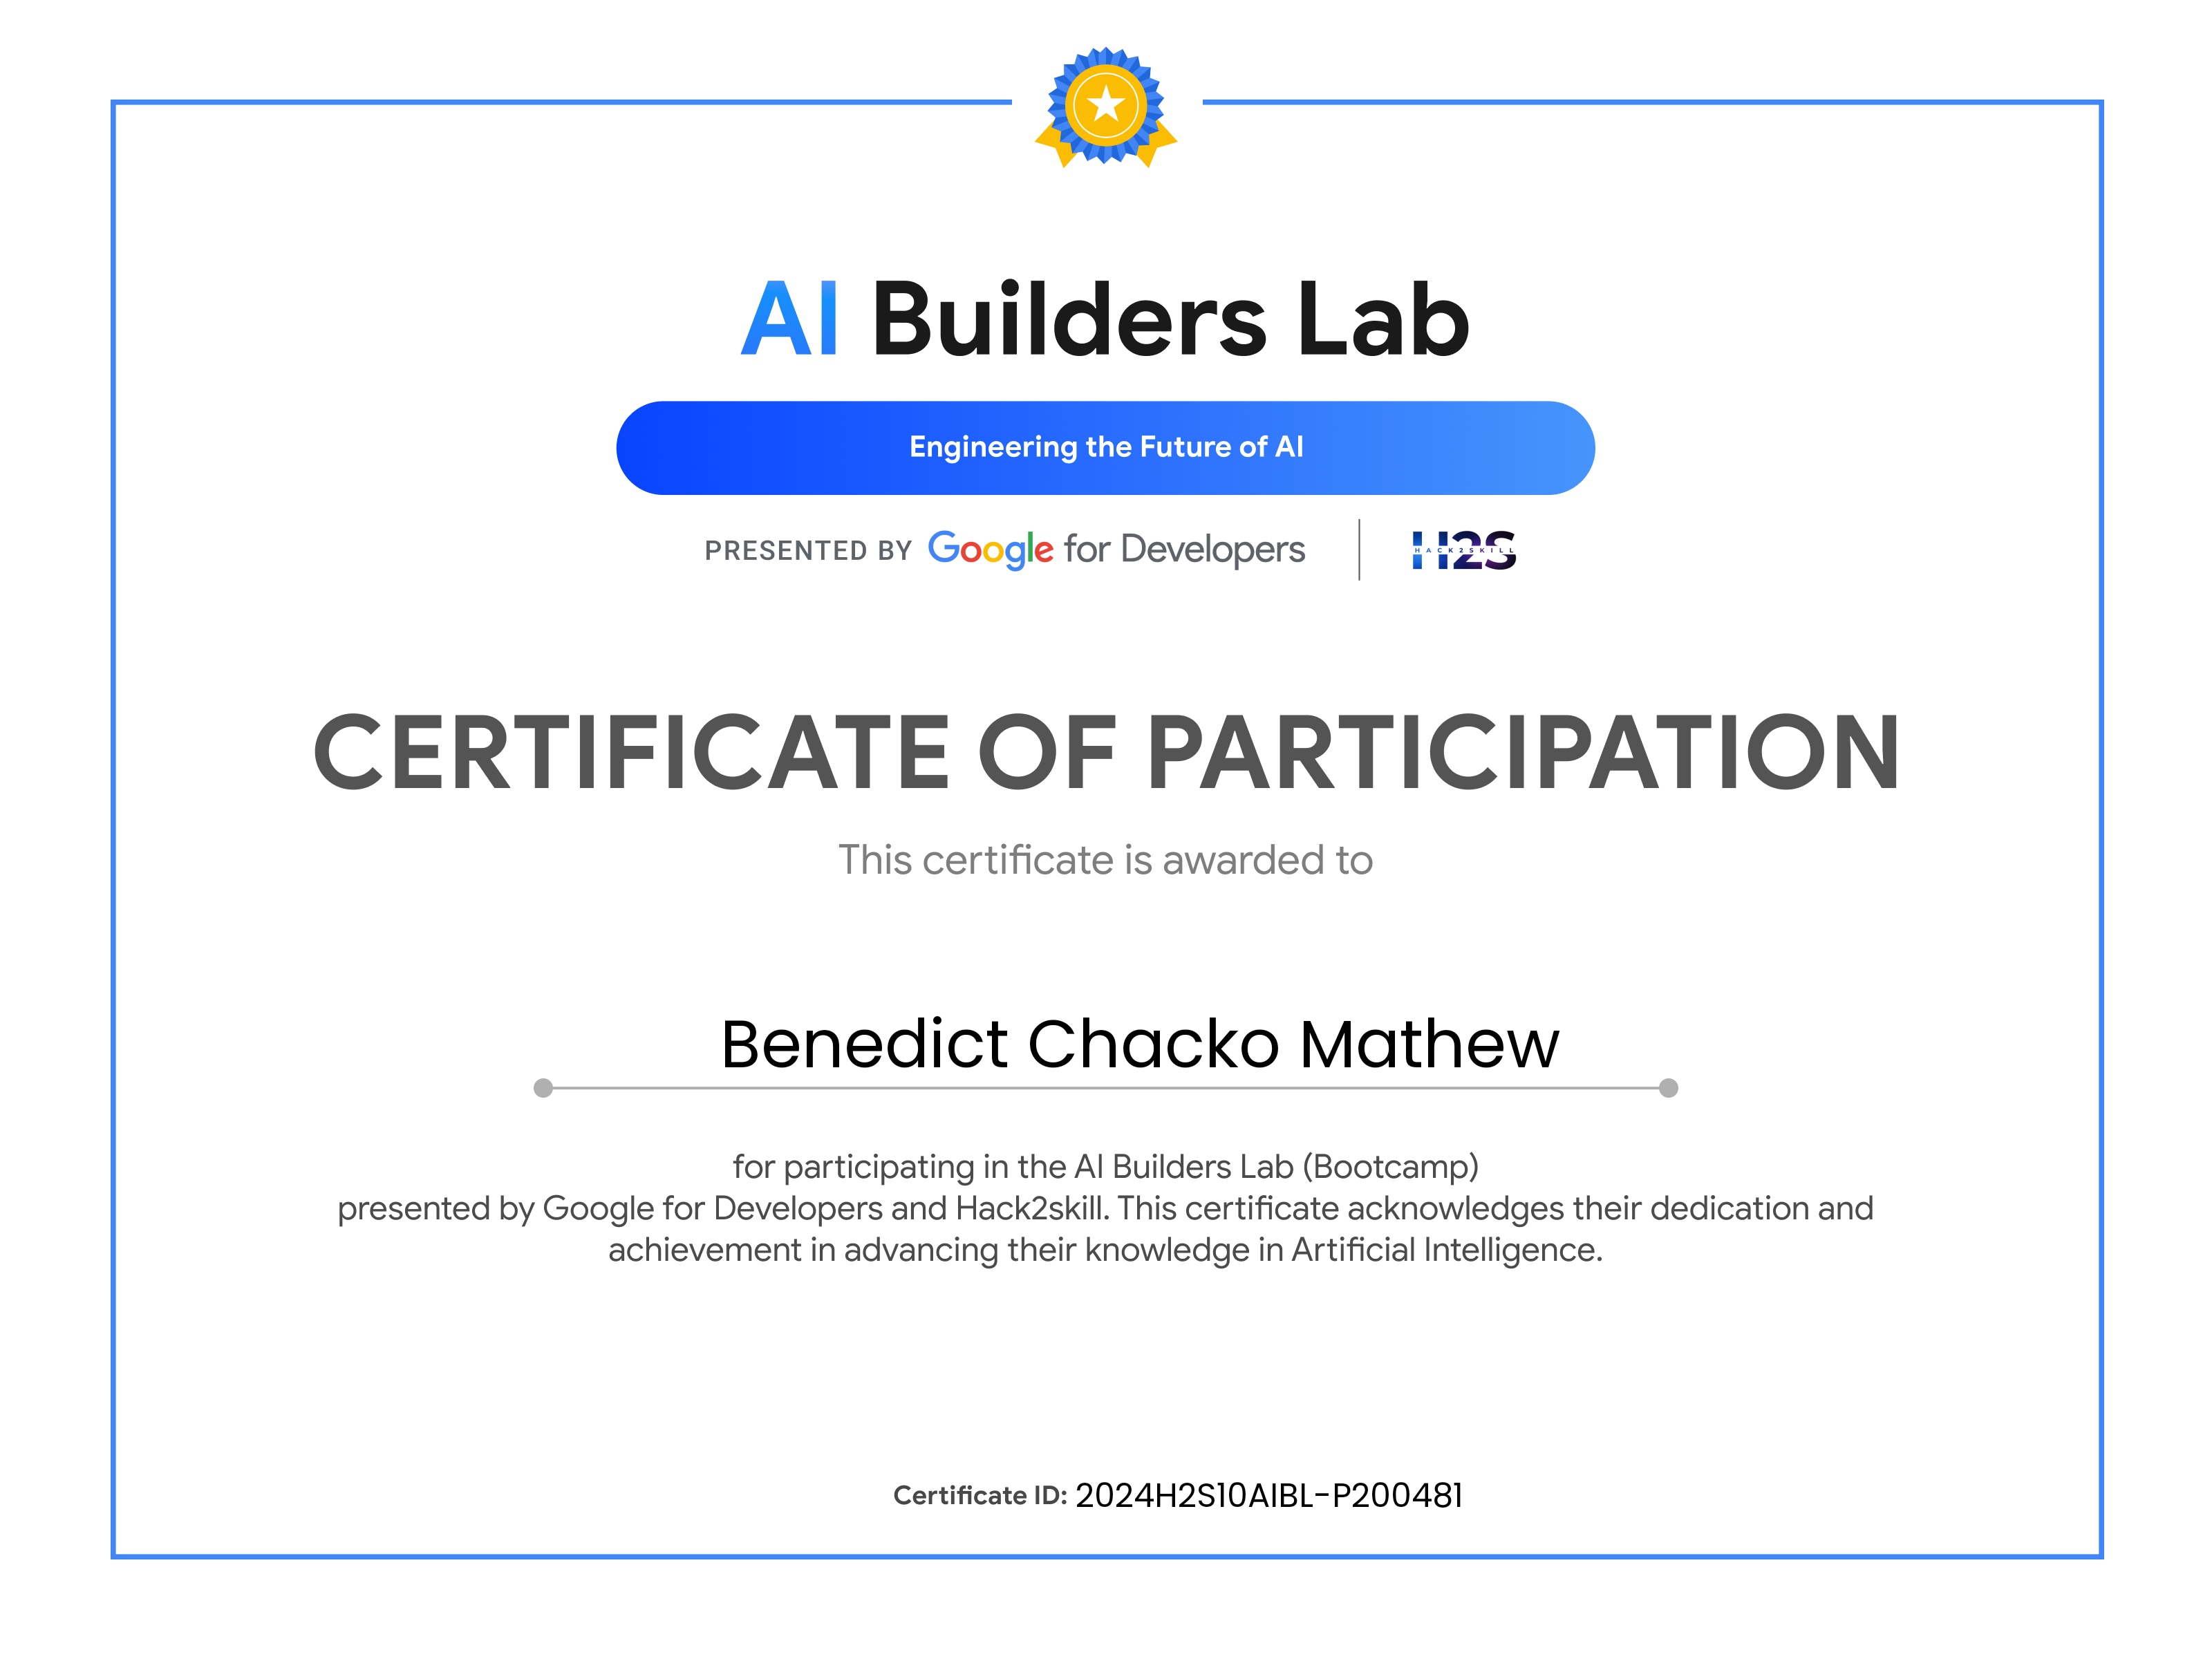 AI Builders Lab
Engineering the Future of AI
PRESENTED BY Google for Developers
H2S
HACK2SKILL
CERTIFICATE OF PARTICIPATION
This certificate is awarded to
Benedict Chacko Mathew
for participating in the AI Builders Lab (Bootcamp)
presented by Google for Developers and Hack2skill. This certificate acknowledges their dedication and
achievement in advancing their knowledge in Artificial Intelligence.
Certificate ID: 2024H2S10AIBL-P200481